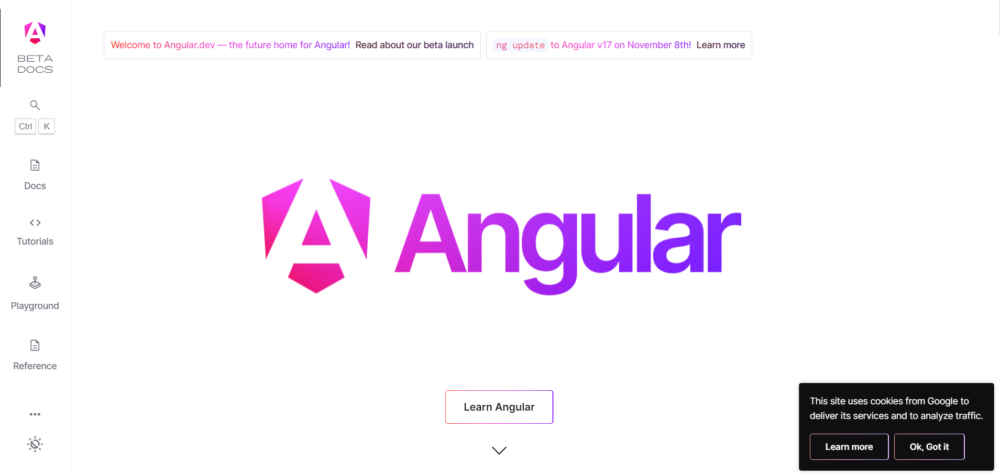 BETA
DOCS
Ctrl K
Docs
Tutorials
Playground
Reference
Welcome to Angular.dev — the future home for Angular! Read about our beta launch
ng update to Angular v17 on November 8th! Learn more
Angular
Learn Angular
This site uses cookies from Google to
deliver its services and to analyze traffic.
Learn more Ok, Got it